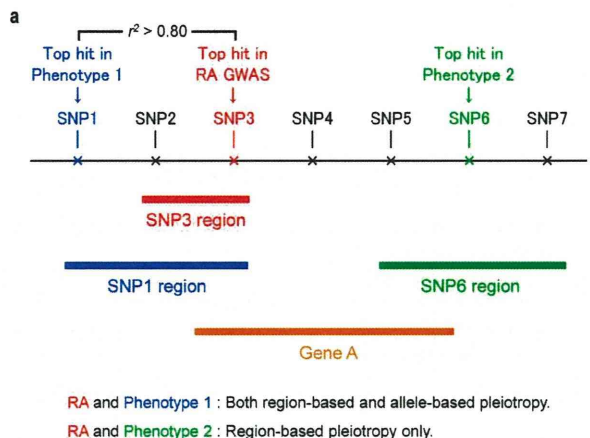 a
r² > 0.80
Top hit in Phenotype 1
Top hit in RA GWAS
Top hit in Phenotype 2
SNP1 SNP2 SNP3 SNP4 SNP5 SNP6 SNP7
SNP3 region
SNP1 region
SNP6 region
Gene A
RA and Phenotype 1 : Both region-based and allele-based pleiotropy.
RA and Phenotype 2 : Region-based pleiotropy only.